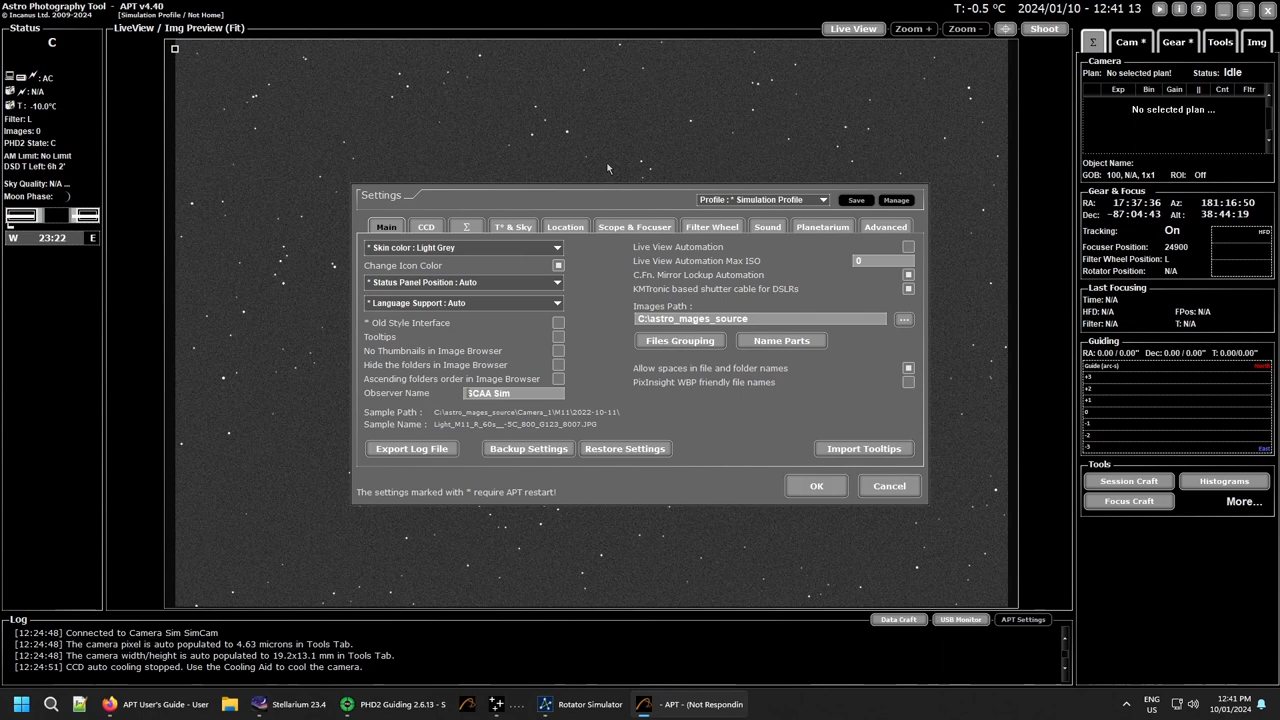 Astro Photography Tool - APT v4.40
© Incanus Ltd. 2009-2024
[Simulation Profile / Not Home]
T: -0.5 ºC 2024/01/10 - 12:41 13
Status
C
: AC
: N/A
T : -10.0°C
Filter: L
Images: 0
PHD2 State: C
AM Limit: No Limit
DSD T Left: 6h 2'
Sky Quality: N/A ...
Moon Phase:
W 23:22 E
LiveView / Img Preview (Fit)
Live View Zoom + Zoom - Shoot
Σ Cam * Gear * Tools Img
Settings
Profile : * Simulation Profile Save Manage
Main CCD Σ T° & Sky Location Scope & Focuser Filter Wheel Sound Planetarium Advanced
* Skin color : Light Grey
Change Icon Color
* Status Panel Position : Auto
* Language Support : Auto
* Old Style Interface
Tooltips
No Thumbnails in Image Browser
Hide the folders in Image Browser
Ascending folders order in Image Browser
Observer Name SCAA Sim
Live View Automation
Live View Automation Max ISO 0
C.Fn. Mirror Lockup Automation
KMTronic based shutter cable for DSLRs
Images Path :
C:\astro_mages_source ...
Files Grouping Name Parts
Allow spaces in file and folder names
PixInsight WBP friendly file names
Sample Path : C:\astro_mages_source\Camera_1\M11\2022-10-11\
Sample Name : Light_M11_R_60s__-5C_800_G123_B007.JPG
Export Log File Backup Settings Restore Settings Import Tooltips
The settings marked with * require APT restart!
OK Cancel
Camera
Plan: No selected plan! Status: Idle
Exp Bin Gain || Cnt Fltr
No selected plan ...
Object Name:
GOB: 100, N/A, 1x1 ROI: Off
Gear & Focus
RA: 17:37:36 Az: 181:16:50
Dec: -87:04:43 Alt : 38:44:19
Tracking: On HFD
Focuser Position: 24900
Filter Wheel Position: L
Rotator Position: N/A
Last Focusing
Time: N/A
HFD: N/A FPos: N/A
Filter: N/A T: N/A
Guiding
RA: 0.00 / 0.00" Dec: 0.00 / 0.00" T: 0.00/0.00"
Guide (arc-s) North
+3
+2
+1
0
-1
-2
-3 East
Tools
Session Craft Histograms
Focus Craft More...
Log
Data Craft USB Monitor APT Settings
[12:24:48] Connected to Camera Sim SimCam
[12:24:48] The camera pixel is auto populated to 4.63 microns in Tools Tab.
[12:24:48] The camera width/height is auto populated to 19.2x13.1 mm in Tools Tab.
[12:24:51] CCD auto cooling stopped. Use the Cooling Aid to cool the camera.
APT User's Guide - User
Stellarium 23.4
PHD2 Guiding 2.6.13 - S
....
Rotator Simulator
- APT - (Not Respondin
ENG
US
12:41 PM
10/01/2024